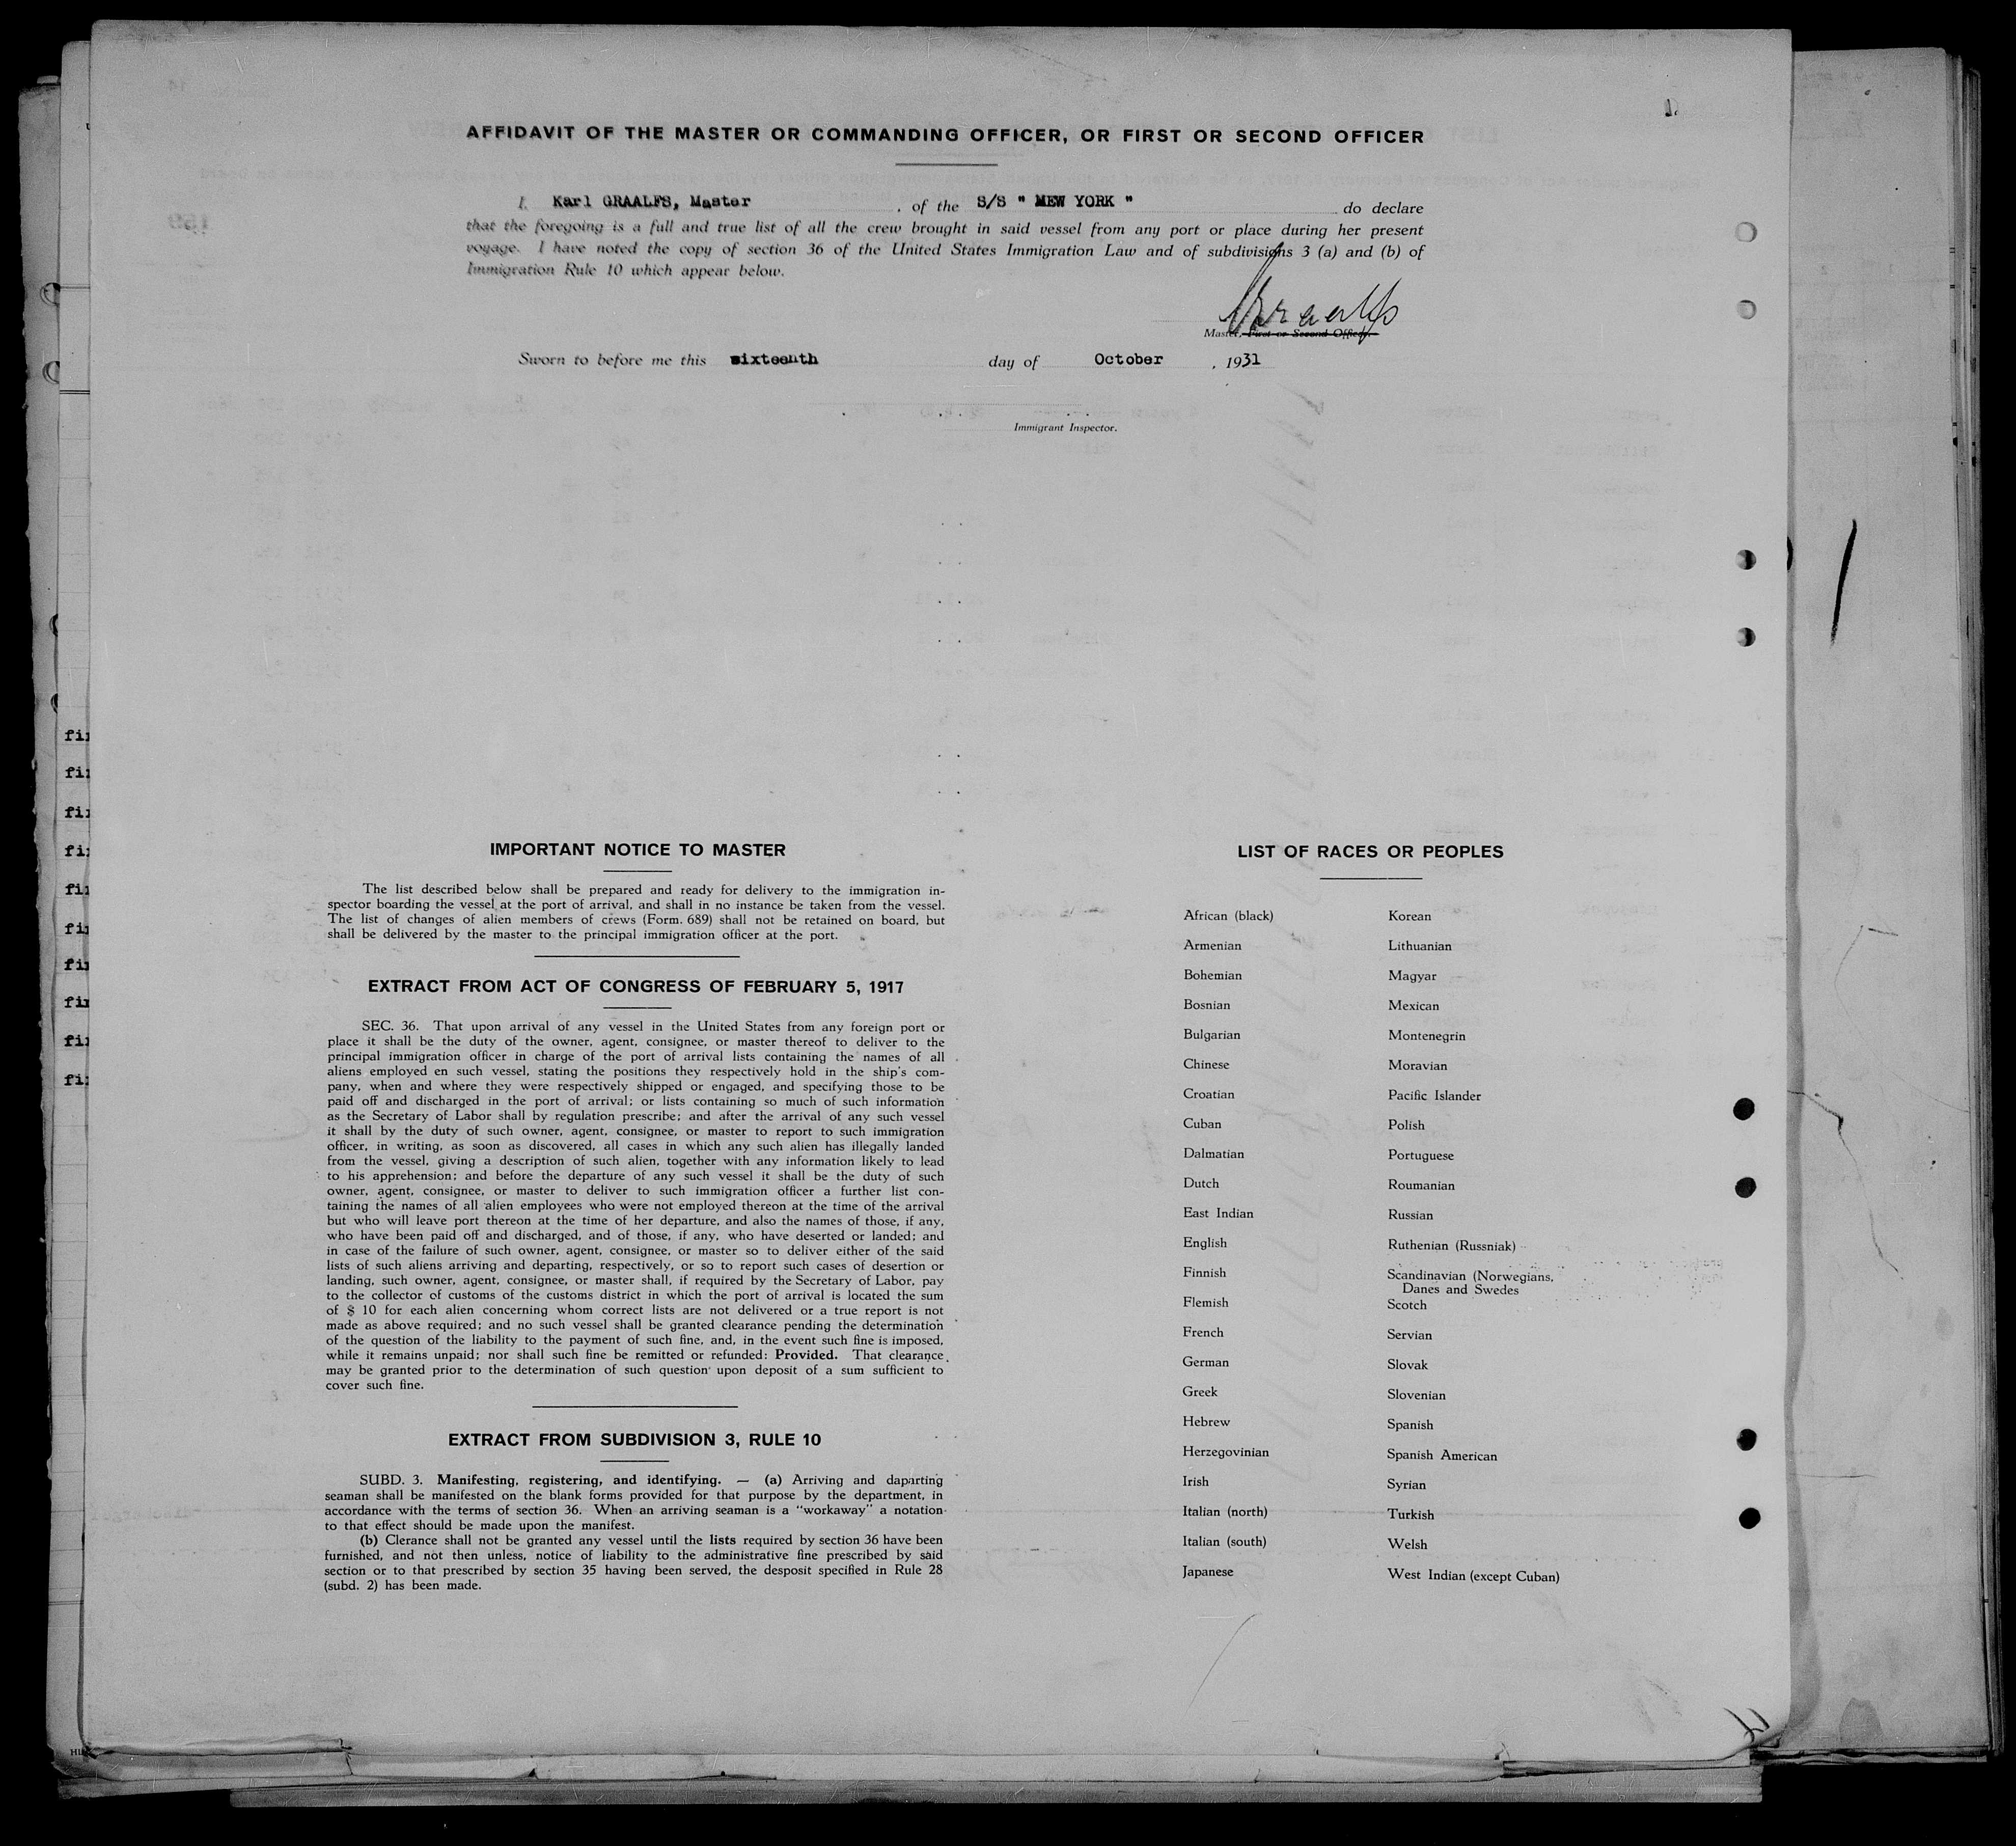 AFFIDAVIT OF THE MASTER OR COMMANDING OFFICER, OR FIRST OR SECOND OFFICER
I, Karl GRAALFS, Master , of the S/S " NEW YORK " do declare
that the foregoing is a full and true list of all the crew brought in said vessel from any port or place during her present
voyage. I have noted the copy of section 36 of the United States Immigration Law and of subdivisions 3 (a) and (b) of
Immigration Rule 10 which appear below.
Graalfs
Master, First or Second Officer.
Sworn to before me this sixteenth day of October , 1931
Immigrant Inspector.
IMPORTANT NOTICE TO MASTER
The list described below shall be prepared and ready for delivery to the immigration in-
spector boarding the vessel at the port of arrival, and shall in no instance be taken from the vessel.
The list of changes of alien members of crews (Form. 689) shall not be retained on board, but
shall be delivered by the master to the principal immigration officer at the port.
EXTRACT FROM ACT OF CONGRESS OF FEBRUARY 5, 1917
SEC. 36. That upon arrival of any vessel in the United States from any foreign port or
place it shall be the duty of the owner, agent, consignee, or master thereof to deliver to the
principal immigration officer in charge of the port of arrival lists containing the names of all
aliens employed en such vessel, stating the positions they respectively hold in the ship's com-
pany, when and where they were respectively shipped or engaged, and specifying those to be
paid off and discharged in the port of arrival; or lists containing so much of such information
as the Secretary of Labor shall by regulation prescribe; and after the arrival of any such vessel
it shall by the duty of such owner, agent, consignee, or master to report to such immigration
officer, in writing, as soon as discovered, all cases in which any such alien has illegally landed
from the vessel, giving a description of such alien, together with any information likely to lead
to his apprehension; and before the departure of any such vessel it shall be the duty of such
owner, agent, consignee, or master to deliver to such immigration officer a further list con-
taining the names of all alien employees who were not employed thereon at the time of the arrival
but who will leave port thereon at the time of her departure, and also the names of those, if any,
who have been paid off and discharged, and of those, if any, who have deserted or landed; and
in case of the failure of such owner, agent, consignee, or master so to deliver either of the said
lists of such aliens arriving and departing, respectively, or so to report such cases of desertion or
landing, such owner, agent, consignee, or master shall, if required by the Secretary of Labor, pay
to the collector of customs of the customs district in which the port of arrival is located the sum
of $ 10 for each alien concerning whom correct lists are not delivered or a true report is not
made as above required; and no such vessel shall be granted clearance pending the determination
of the question of the liability to the payment of such fine, and, in the event such fine is imposed,
while it remains unpaid; nor shall such fine be remitted or refunded: Provided. That clearance
may be granted prior to the determination of such question upon deposit of a sum sufficient to
cover such fine.
EXTRACT FROM SUBDIVISION 3, RULE 10
SUBD. 3. Manifesting, registering, and identifying. — (a) Arriving and daparting
seaman shall be manifested on the blank forms provided for that purpose by the department, in
accordance with the terms of section 36. When an arriving seaman is a "workaway" a notation
to that effect should be made upon the manifest.
(b) Clerance shall not be granted any vessel until the lists required by section 36 have been
furnished, and not then unless, notice of liability to the administrative fine prescribed by said
section or to that prescribed by section 35 having been served, the desposit specified in Rule 28
(subd. 2) has been made.
LIST OF RACES OR PEOPLES
African (black)
Armenian
Bohemian
Bosnian
Bulgarian
Chinese
Croatian
Cuban
Dalmatian
Dutch
East Indian
English
Finnish
Flemish
French
German
Greek
Hebrew
Herzegovinian
Irish
Italian (north)
Italian (south)
Japanese
Korean
Lithuanian
Magyar
Mexican
Montenegrin
Moravian
Pacific Islander
Polish
Portuguese
Roumanian
Russian
Ruthenian (Russniak)
Scandinavian (Norwegians,
Danes and Swedes
Scotch
Servian
Slovak
Slovenian
Spanish
Spanish American
Syrian
Turkish
Welsh
West Indian (except Cuban)